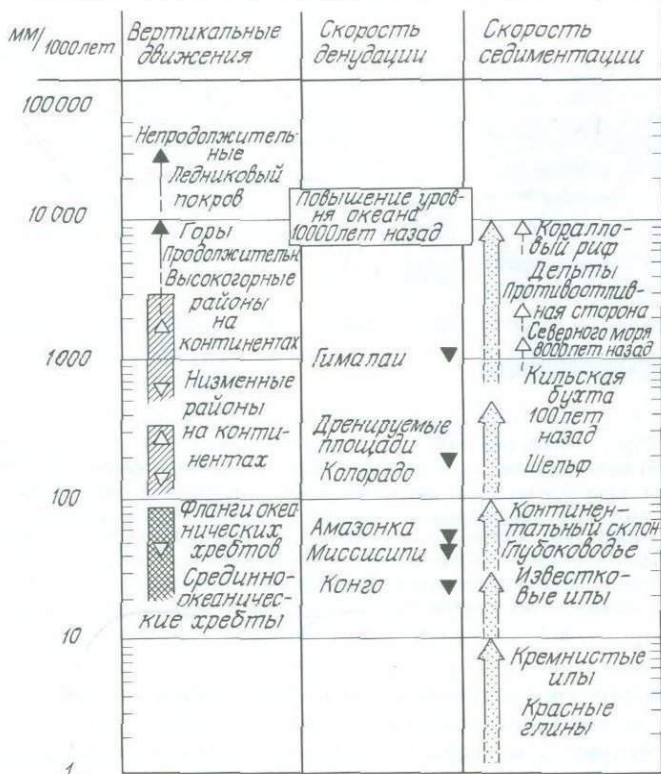 мм/1000лет
Вертикальные
движения
Скорость
денудации
Скорость
седиментации
100000
10 000
1000
100
10
1
Непродолжитель-
ные
Ледниковый
покров
Горы
Продолжительн
Высокогорные
районы
на
континентах
Низменные
районы
на конти-
нентах
Фланги океа-
нических
хребтов
Срединно-
океаничес-
кие хребты
Повышение уров-
ня океана
10000лет назад
Гималаи
Дренируемые
площади
Колорадо
Амазонка
Миссисипи
Конго
Коралло-
вый риф
Дельты
Противоотлив-
ная сторона
Северного моря
8000лет назад
Кильская
бухта
100лет
назад
Шельф
Континен-
тальный склон
Глубоководье
Известко-
вые илы
Кремнистые
илы
Красные
глины